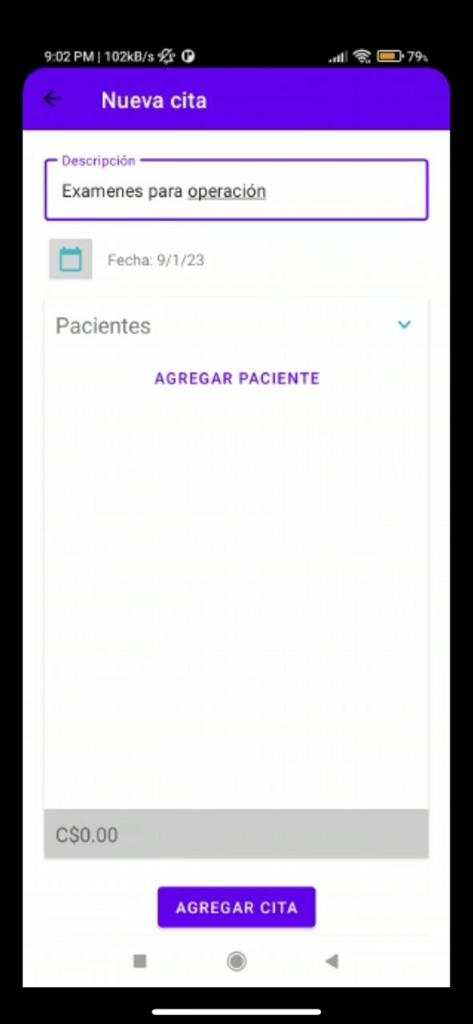 9:02 PM | 102kB/s 79%
Nueva cita
Descripción
Examenes para operación
Fecha: 9/1/23
Pacientes
AGREGAR PACIENTE
C$0.00
AGREGAR CITA